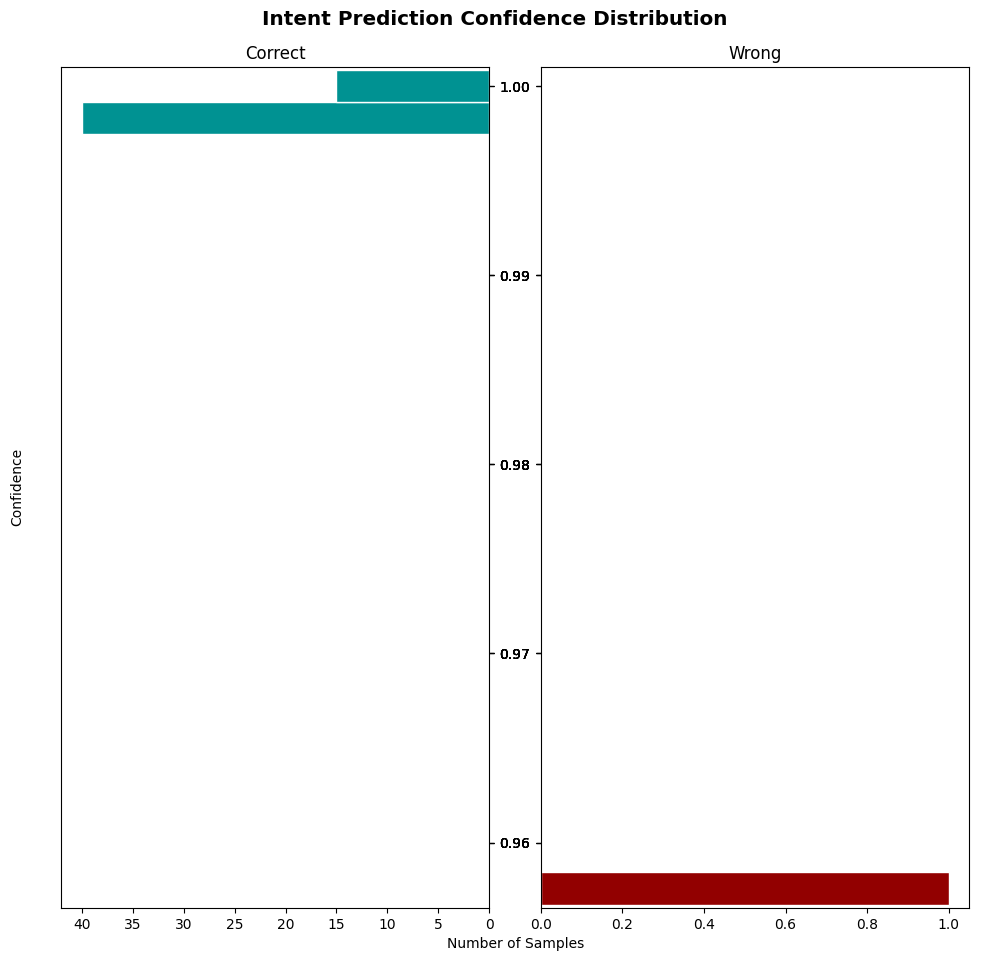 Intent Prediction Confidence Distribution
Correct
Wrong
1.00
0.99
0.98
0.97
0.96
Confidence
40 35 30 25 20 15 10 5 0
0.0 0.2 0.4 0.6 0.8 1.0
Number of Samples